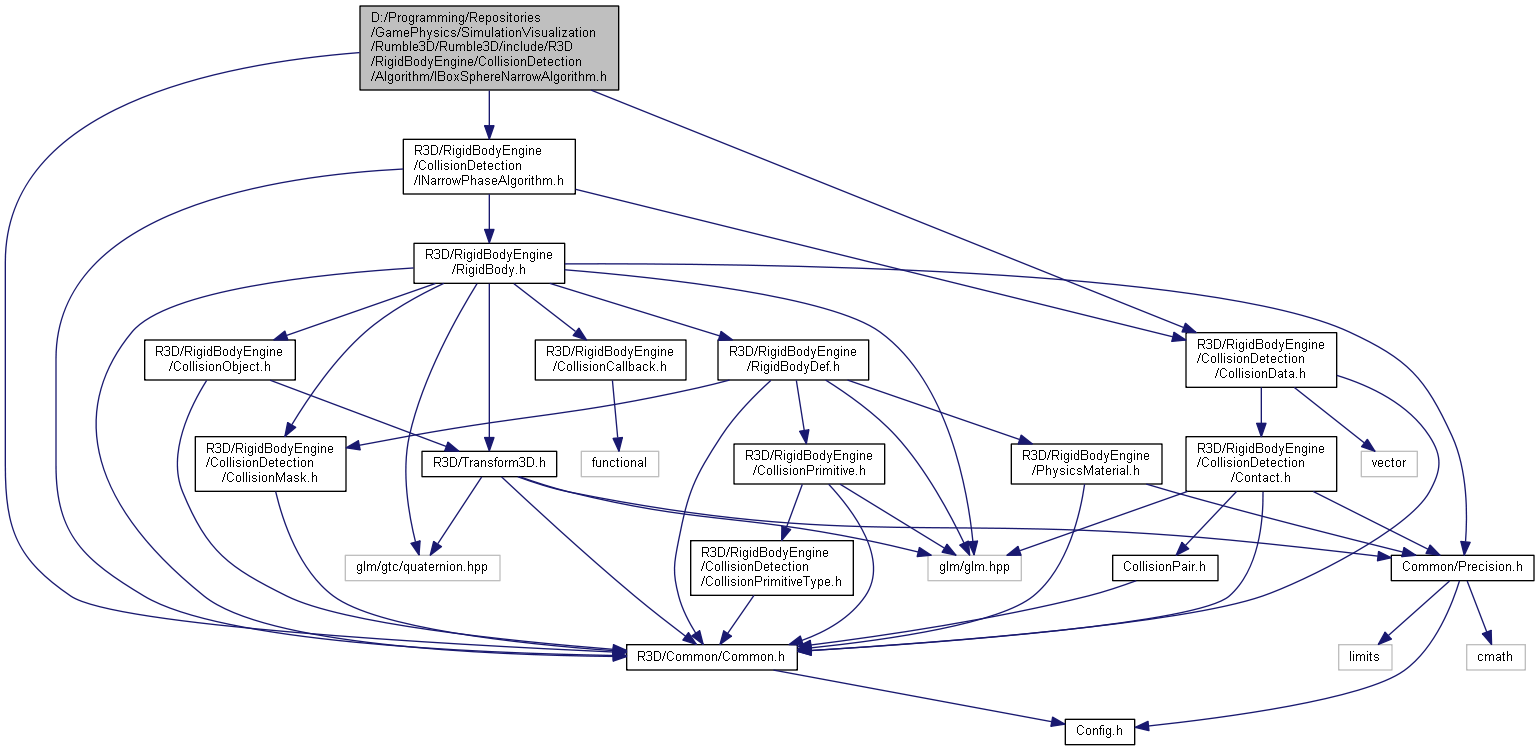 D:/Programming/Repositories
/GamePhysics/SimulationVisualization
/Rumble3D/Rumble3D/include/R3D
/RigidBodyEngine/CollisionDetection
/Algorithm/IBoxSphereNarrowAlgorithm.h
R3D/RigidBodyEngine
/CollisionDetection
/INarrowPhaseAlgorithm.h
R3D/RigidBodyEngine
/RigidBody.h
R3D/RigidBodyEngine
/CollisionObject.h
R3D/RigidBodyEngine
/CollisionCallback.h
R3D/RigidBodyEngine
/RigidBodyDef.h
R3D/RigidBodyEngine
/CollisionDetection
/CollisionData.h
R3D/RigidBodyEngine
/CollisionDetection
/CollisionMask.h
R3D/Transform3D.h
functional
R3D/RigidBodyEngine
/CollisionPrimitive.h
R3D/RigidBodyEngine
/PhysicsMaterial.h
R3D/RigidBodyEngine
/CollisionDetection
/Contact.h
vector
glm/gtc/quaternion.hpp
R3D/RigidBodyEngine
/CollisionDetection
/CollisionPrimitiveType.h
glm/glm.hpp
CollisionPair.h
Common/Precision.h
R3D/Common/Common.h
limits
cmath
Config.h